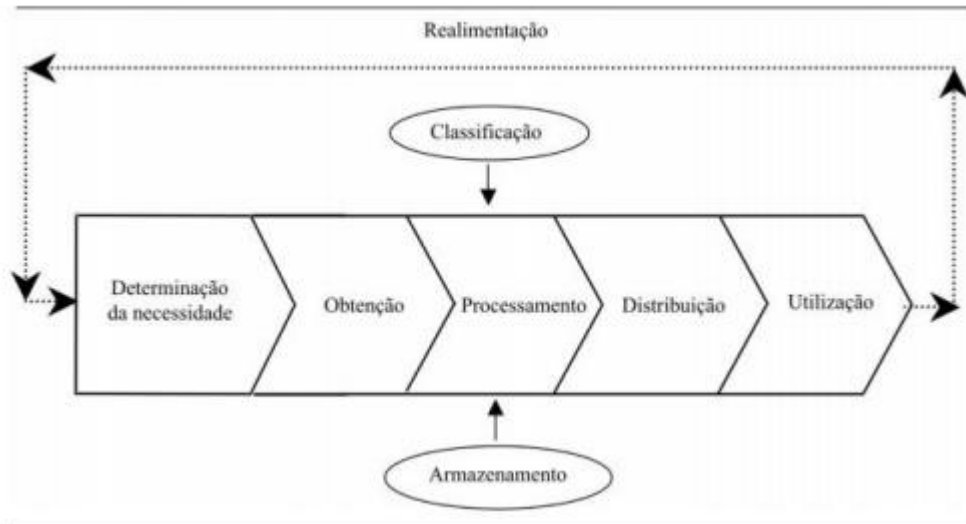 Realimentação
Classificação
Determinação
da necessidade
Obtenção
Processamento
Distribuição
Utilização
Armazenamento